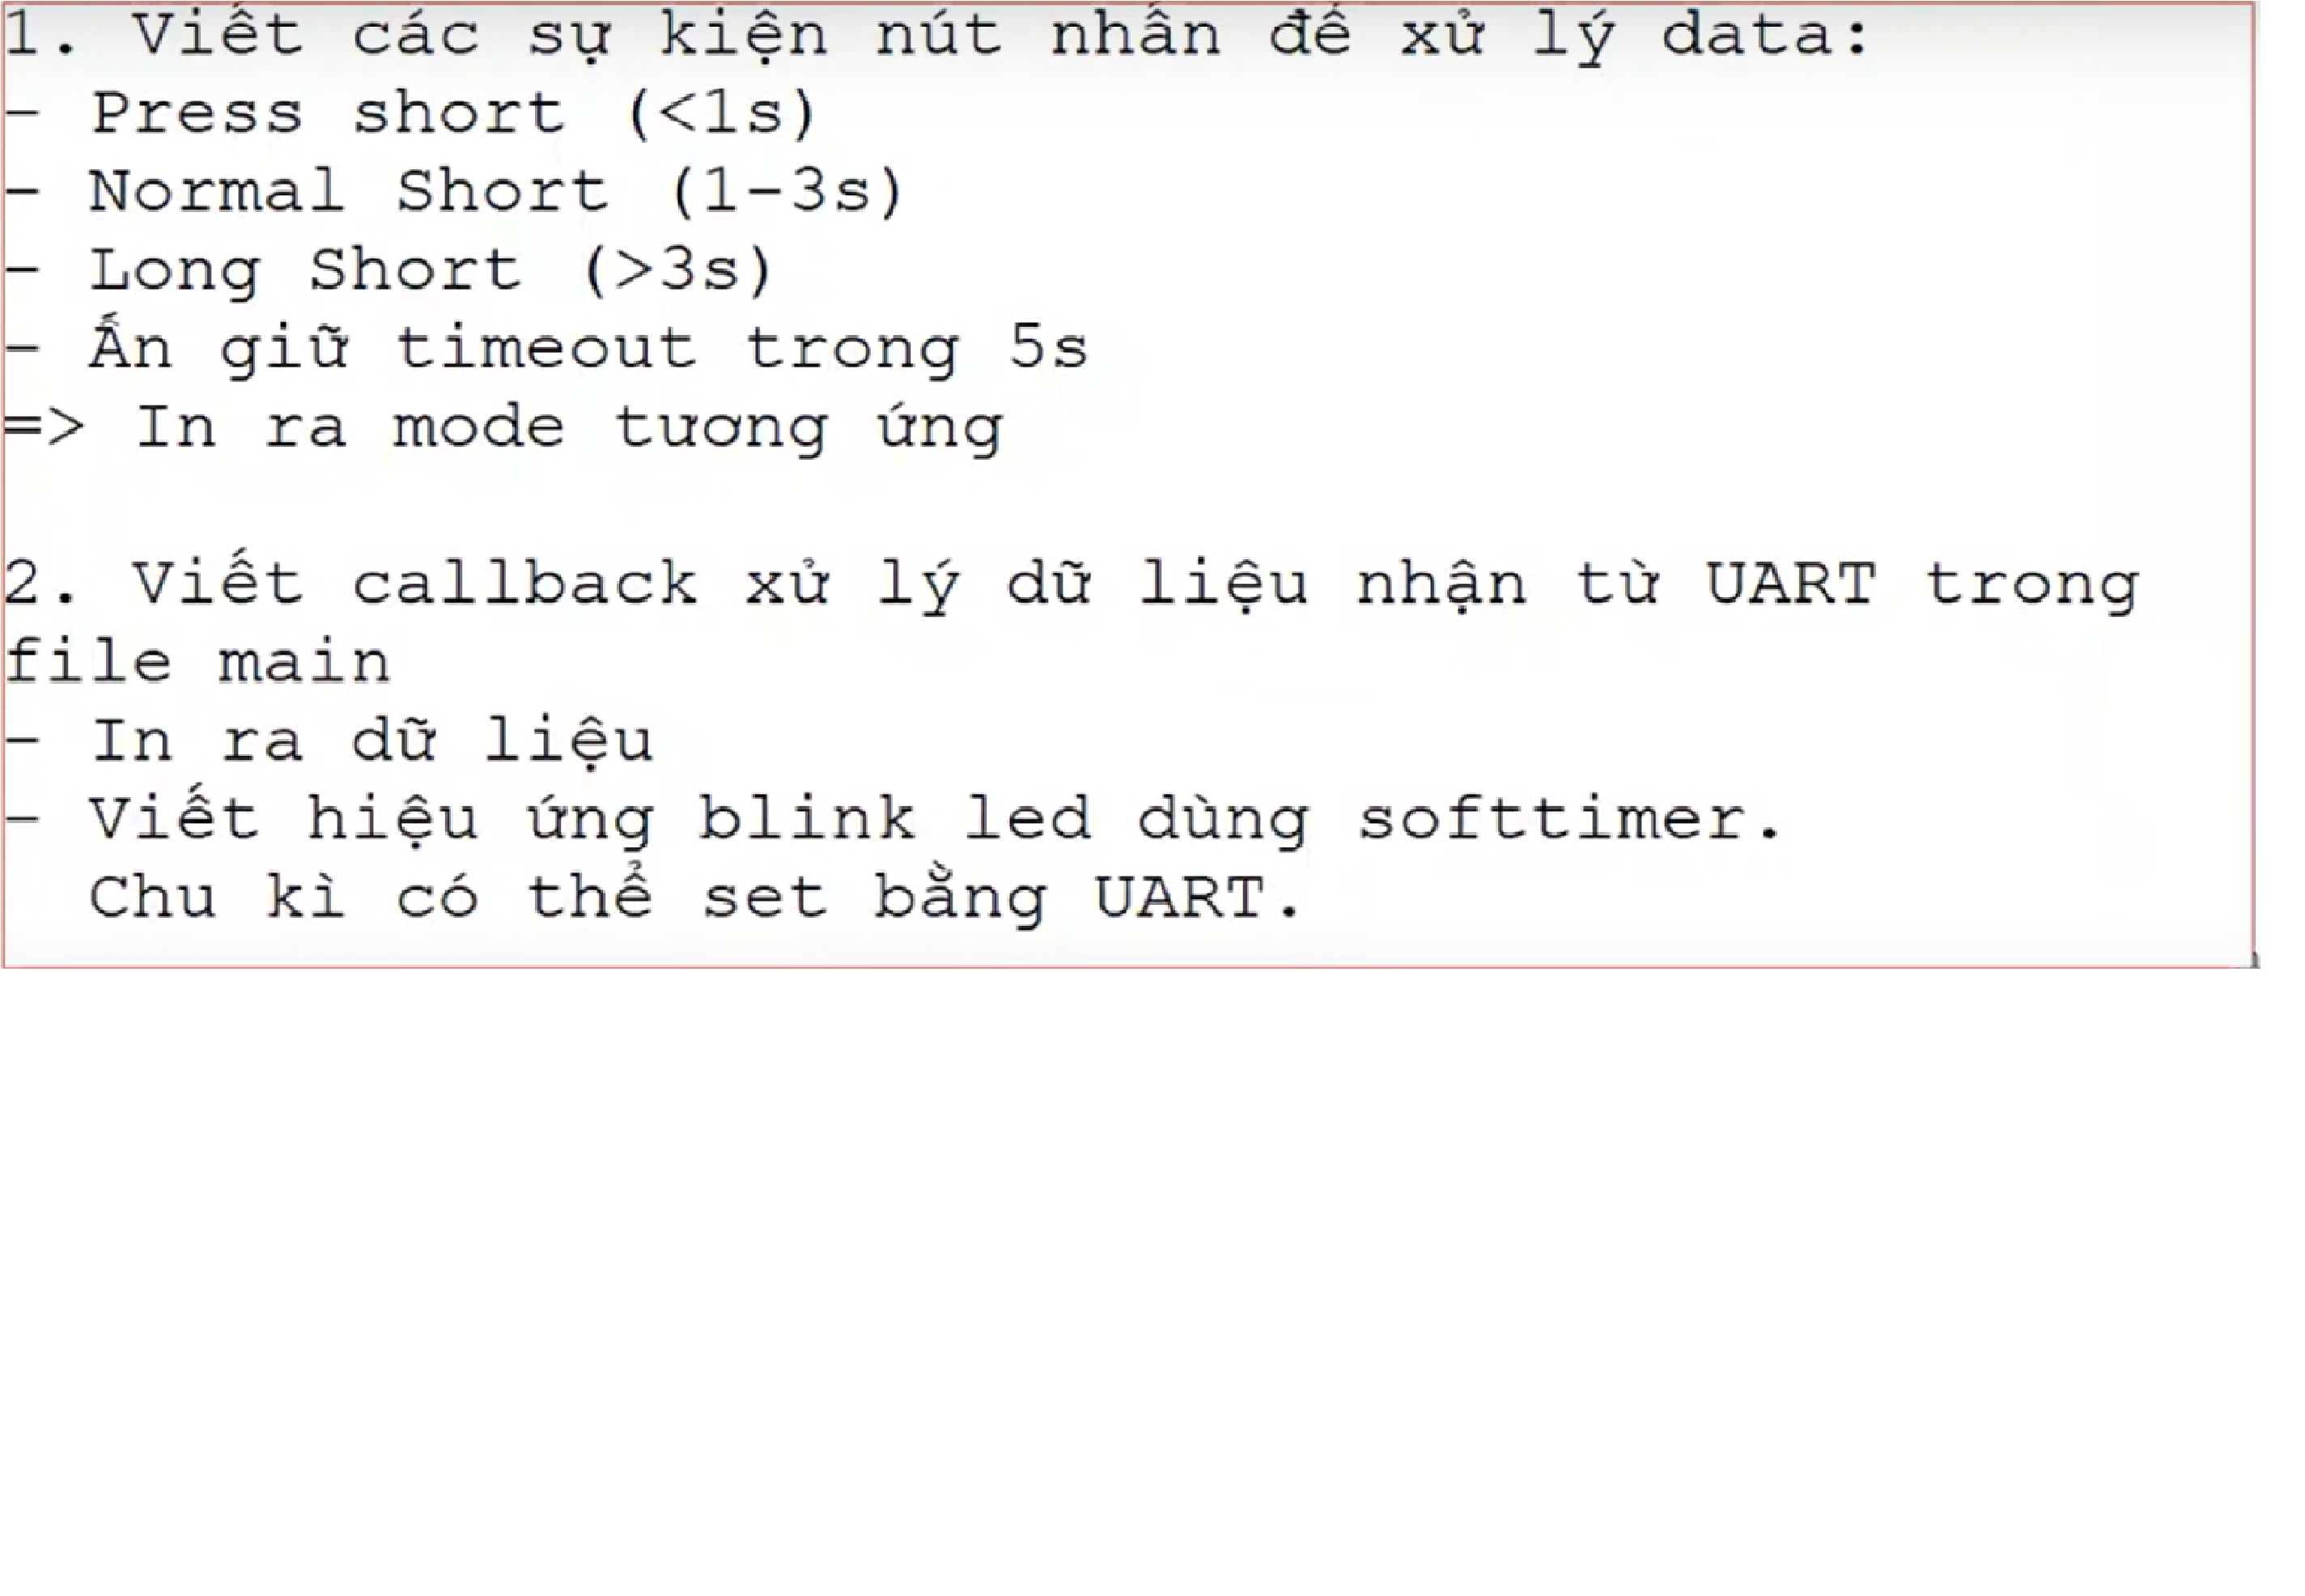 1. Viết các sự kiện nút nhấn để xử lý data:
- Press short (<1s)
- Normal Short (1-3s)
- Long Short (>3s)
- Ấn giữ timeout trong 5s
=> In ra mode tương ứng
2. Viết callback xử lý dữ liệu nhận từ UART trong
file main
- In ra dữ liệu
- Viết hiệu ứng blink led dùng softtimer.
Chu kì có thể set bằng UART.